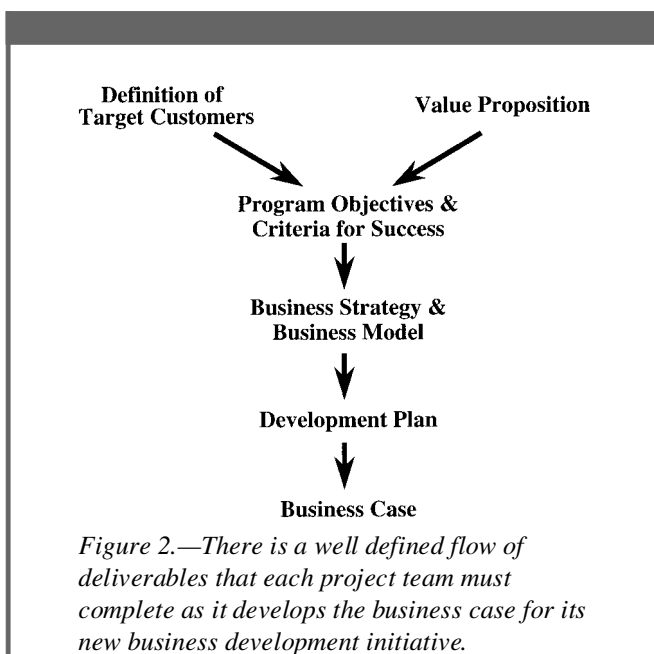 Definition of
Target Customers
Value Proposition
Program Objectives &
Criteria for Success
Business Strategy &
Business Model
Development Plan
Business Case
Figure 2.—There is a well defined flow of
deliverables that each project team must
complete as it develops the business case for its
new business development initiative.